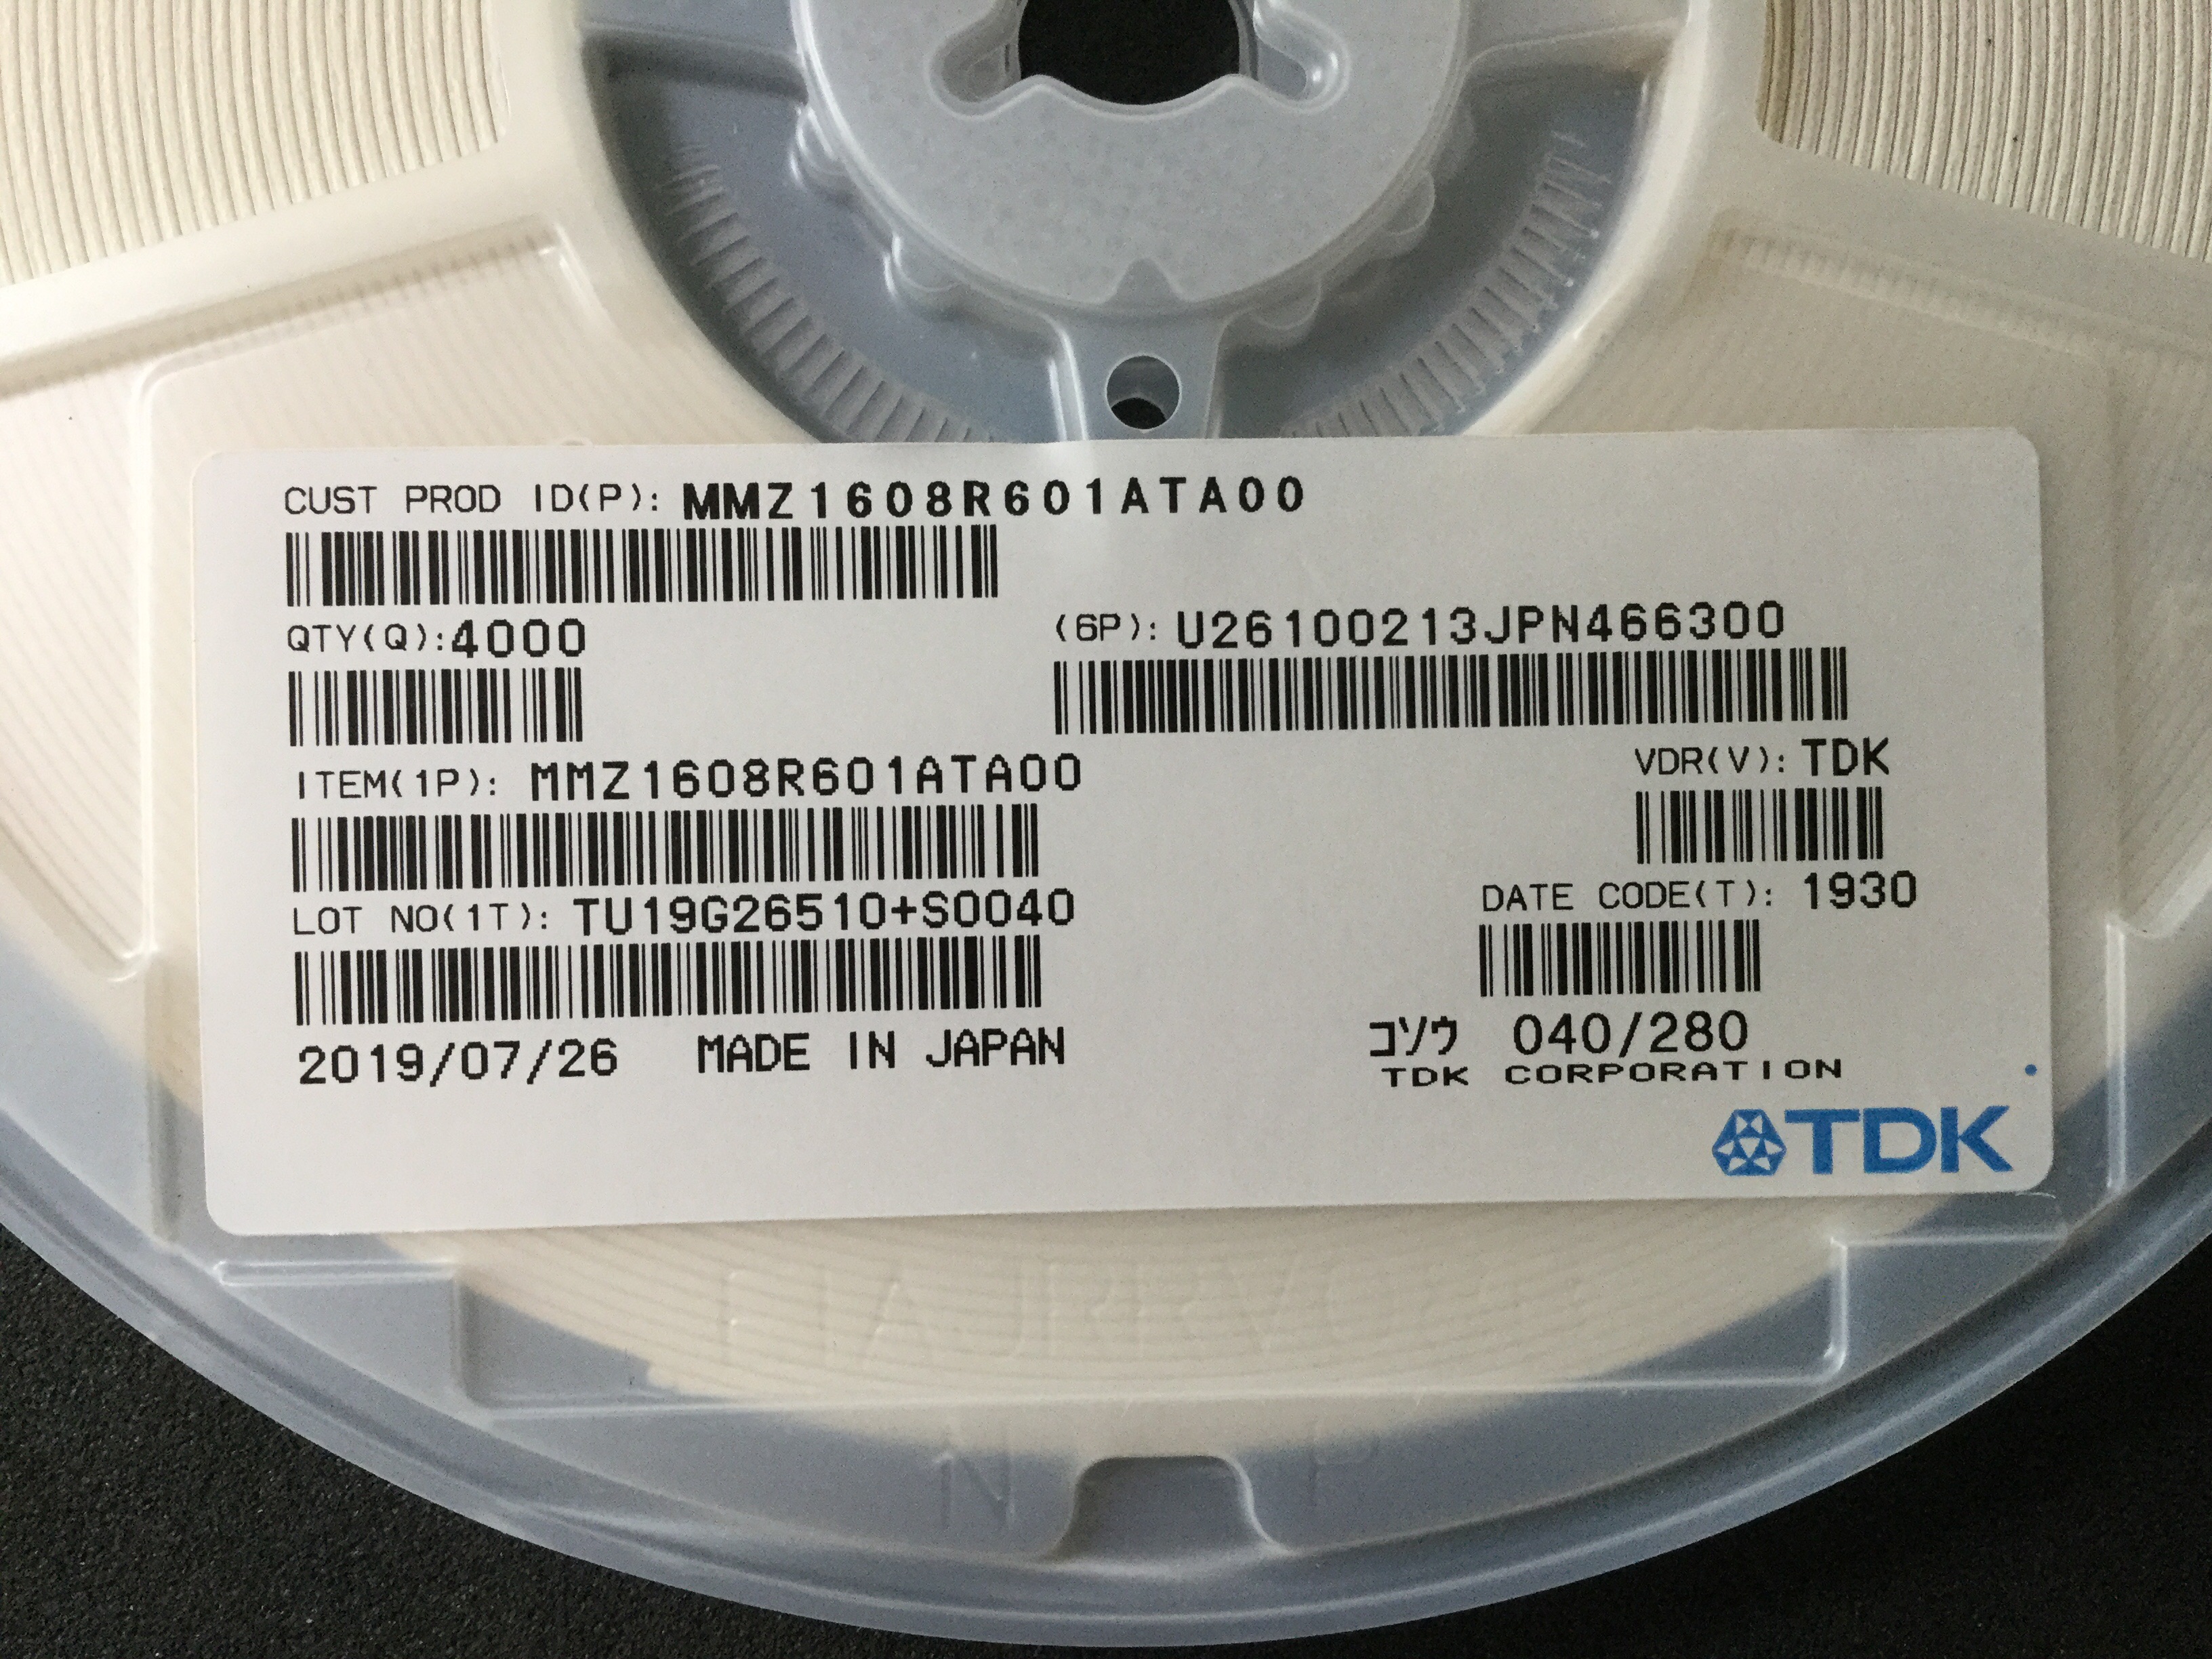 CUST PROD ID(P): MMZ1608R601ATA00
QTY(Q):4000
(6P): U26100213JPN466300
ITEM(1P): MMZ1608R601ATA00
VDR(V): TDK
LOT NO(1T): TU19G26510+S0040
DATE CODE(T): 1930
2019/07/26 MADE IN JAPAN
コソウ 040/280
TDK CORPORATION
TDK